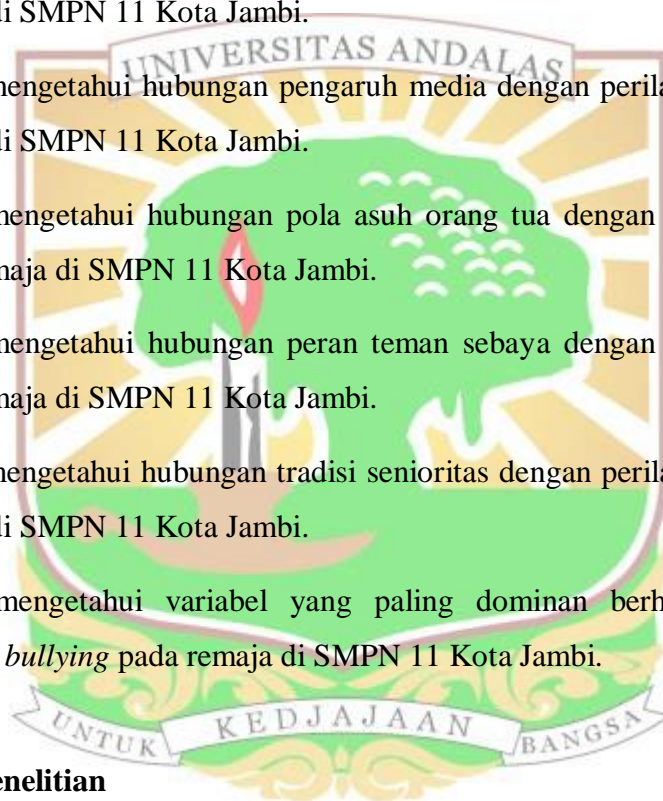 di SMPN 11 Kota Jambi.
UNIVERSITAS ANDALAS
mengetahui hubungan pengaruh media dengan perila
di SMPN 11 Kota Jambi.
mengetahui hubungan pola asuh orang tua dengan
maja di SMPN 11 Kota Jambi.
mengetahui hubungan peran teman sebaya dengan
maja di SMPN 11 Kota Jambi.
mengetahui hubungan tradisi senioritas dengan perila
di SMPN 11 Kota Jambi.
mengetahui variabel yang paling dominan berh
bullying pada remaja di SMPN 11 Kota Jambi.
UNTUK KEDJAJAAN BANGSA
enelitian